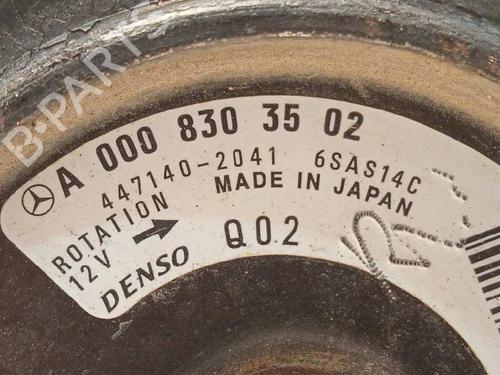 B-PARTS
A 000 830 35 02
447140-2041 6SAS14C
ROTATION MADE IN JAPAN
12V
DENSO Q02